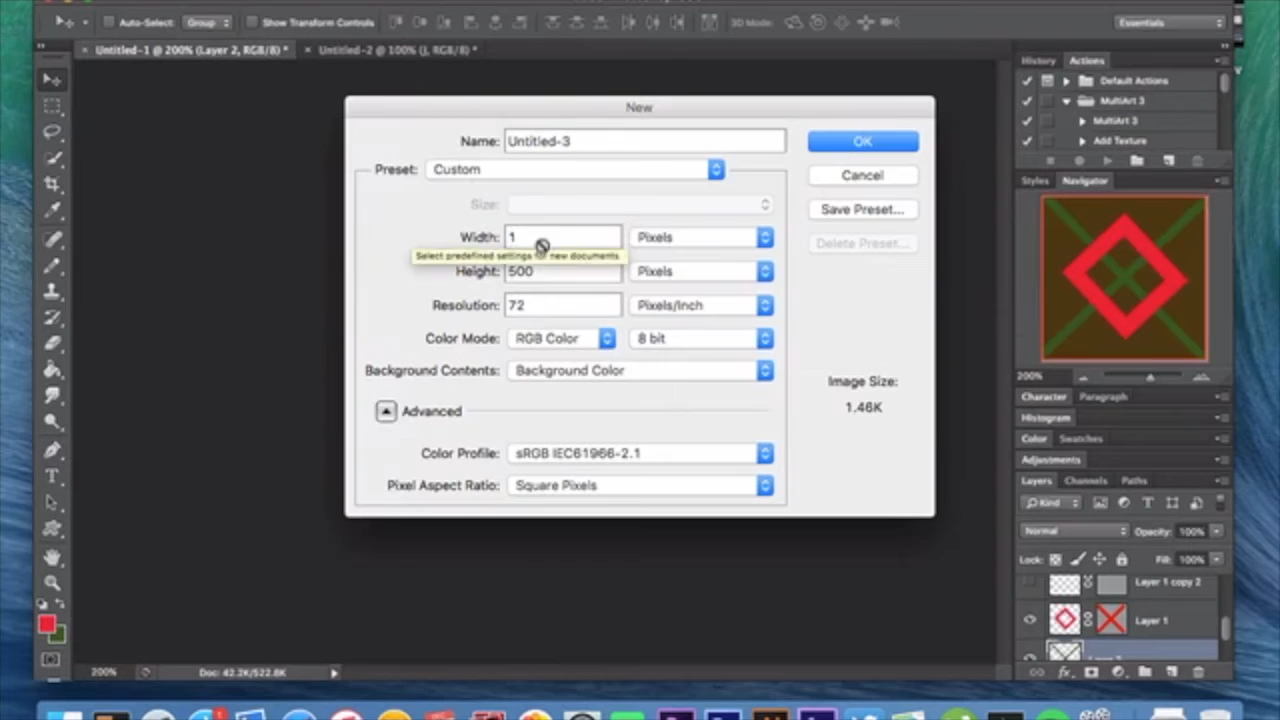 Auto-Select: Group Show Transform Controls 3D Mode: Essentials
× Untitled-1 @ 200% (Layer 2, RGB/8) * × Untitled-2 @ 100% (), RGB/8) *
History Actions
Default Actions
MultiArt 3
MultiArt 3
Add Texture
Styles Navigator
200%
Character Paragraph
Histogram
Color Swatches
Adjustments
Layers Channels Paths
Kind
Normal Opacity: 100%
Lock: Fill: 100%
Layer 1 copy 2
Layer 1
New
Name: Untitled-3
OK
Preset: Custom
Cancel
Size:
Save Preset...
Width: 1 Pixels
Delete Preset...
Select predefined settings for new documents
Height: 500 Pixels
Resolution: 72 Pixels/Inch
Color Mode: RGB Color 8 bit
Background Contents: Background Color
Image Size:
1.46K
Advanced
Color Profile: sRGB IEC61966-2.1
Pixel Aspect Ratio: Square Pixels
200% Doc: 42.2K/522.8K